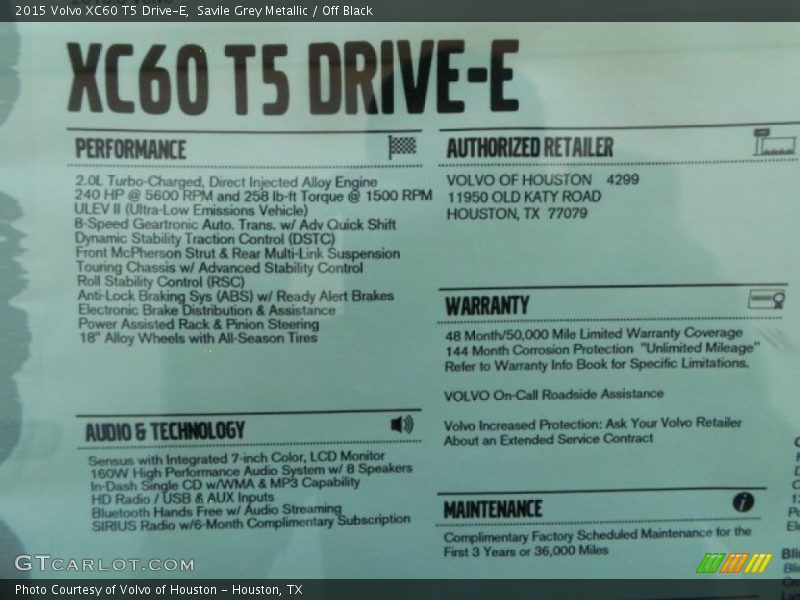 2015 Volvo XC60 T5 Drive-E, Savile Grey Metallic / Off Black
XC60 T5 DRIVE-E
PERFORMANCE
2.0L Turbo-Charged, Direct Injected Alloy Engine
240 HP @ 5600 RPM and 258 lb-ft Torque @ 1500 RPM
ULEV II (Ultra-Low Emissions Vehicle)
8-Speed Geartronic Auto. Trans. w/ Adv Quick Shift
Dynamic Stability Traction Control (DSTC)
Front McPherson Strut & Rear Multi-Link Suspension
Touring Chassis w/ Advanced Stability Control
Roll Stability Control (RSC)
Anti-Lock Braking Sys (ABS) w/ Ready Alert Brakes
Electronic Brake Distribution & Assistance
Power Assisted Rack & Pinion Steering
18" Alloy Wheels with All-Season Tires
AUDIO & TECHNOLOGY
Sensus with Integrated 7-inch Color, LCD Monitor
160W High Performance Audio System w/ 8 Speakers
In-Dash Single CD w/WMA & MP3 Capability
HD Radio / USB & AUX Inputs
Bluetooth Hands Free w/ Audio Streaming
SIRIUS Radio w/6-Month Complimentary Subscription
AUTHORIZED RETAILER
VOLVO OF HOUSTON 4299
11950 OLD KATY ROAD
HOUSTON, TX 77079
WARRANTY
48 Month/50,000 Mile Limited Warranty Coverage
144 Month Corrosion Protection "Unlimited Mileage"
Refer to Warranty Info Book for Specific Limitations.
VOLVO On-Call Roadside Assistance
Volvo Increased Protection: Ask Your Volvo Retailer
About an Extended Service Contract
MAINTENANCE
Complimentary Factory Scheduled Maintenance for the
First 3 Years or 36,000 Miles
GTCARLOT.COM
Photo Courtesy of Volvo of Houston - Houston, TX